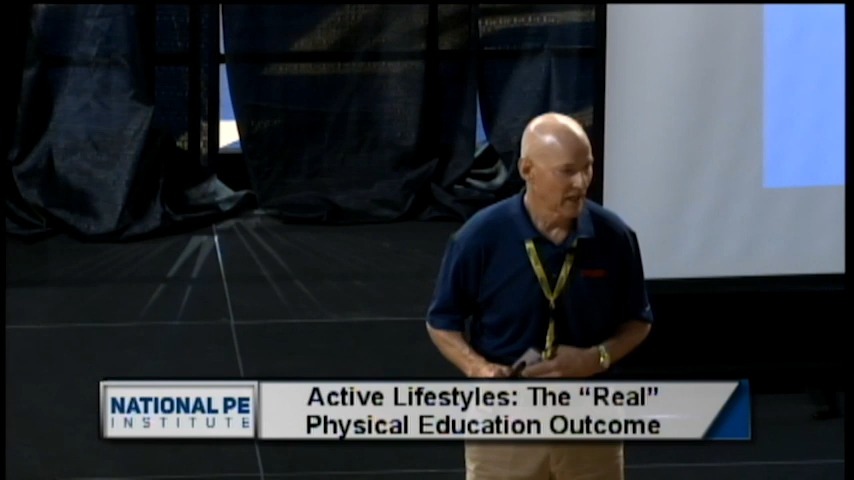 NATIONAL PE
INSTITUTE
Active Lifestyles: The “Real”
Physical Education Outcome